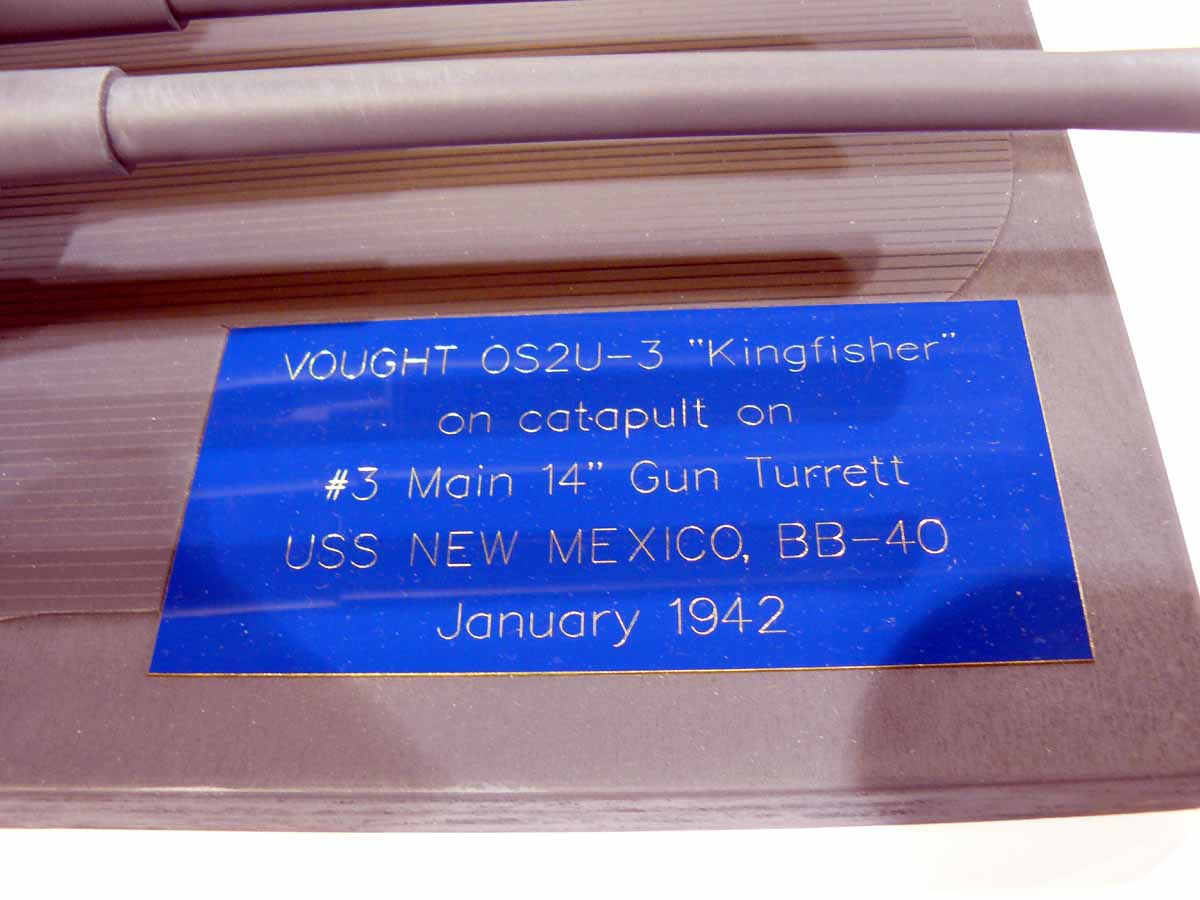 VOUGHT OS2U-3 "Kingfisher"
on catapult on
#3 Main 14" Gun Turrett
USS NEW MEXICO, BB-40
January 1942